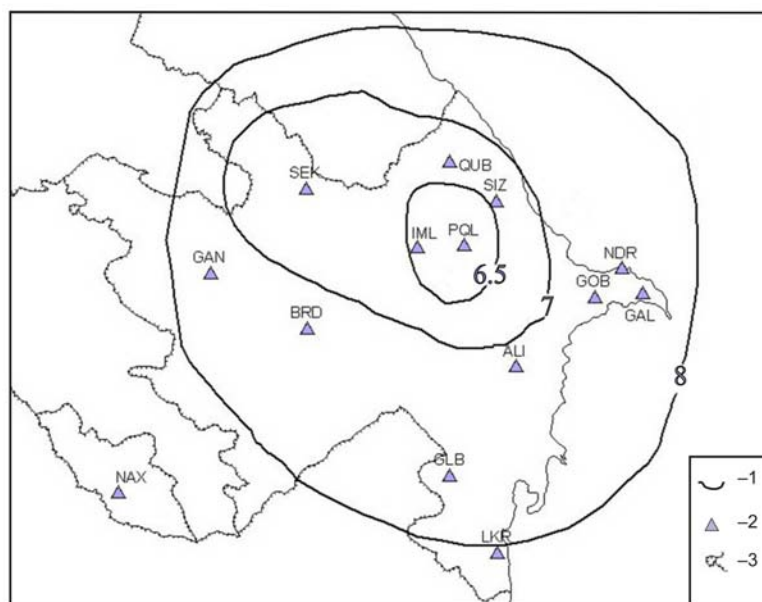 QUB
SEK
SIZ
IML
PQL
GAN
6.5
NDR
GOB
GAL
7
BRD
ALI
8
GLB
NAX
LKR
–1
–2
–3